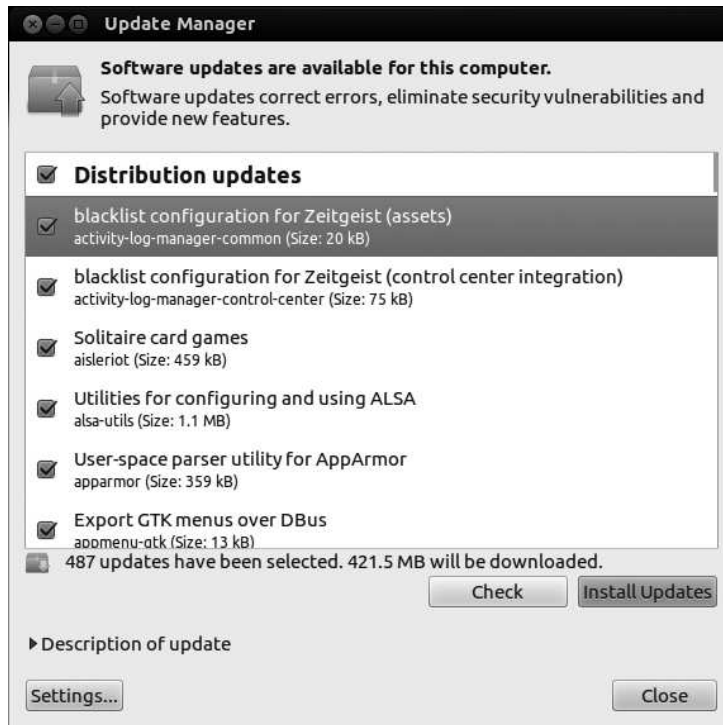 Update Manager
Software updates are available for this computer.
Software updates correct errors, eliminate security vulnerabilities and
provide new features.
Distribution updates
blacklist configuration for Zeitgeist (assets)
activity-log-manager-common (Size: 20 kB)
blacklist configuration for Zeitgeist (control center integration)
activity-log-manager-control-center (Size: 75 kB)
Solitaire card games
aisleriot (Size: 459 kB)
Utilities for configuring and using ALSA
alsa-utils (Size: 1.1 MB)
User-space parser utility for AppArmor
apparmor (Size: 359 kB)
Export GTK menus over DBus
appmenu-gtk (Size: 13 kB)
487 updates have been selected. 421.5 MB will be downloaded.
Check
Install Updates
Description of update
Settings...
Close